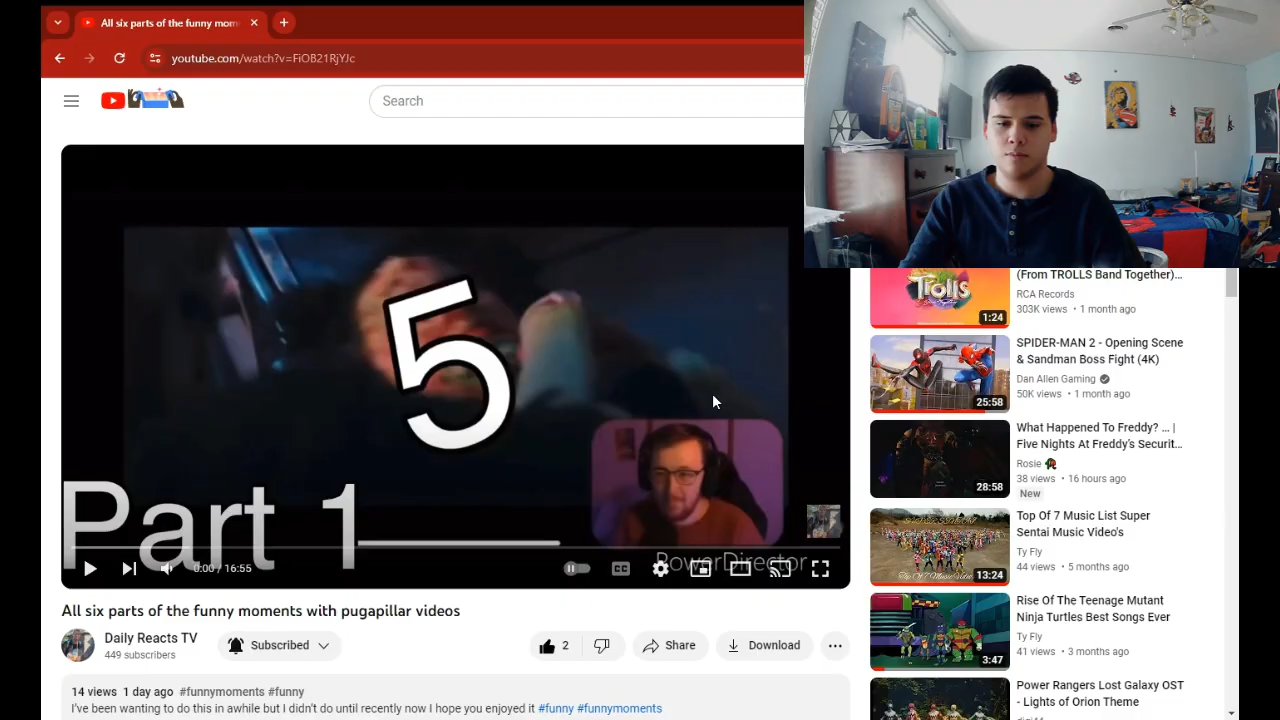 All six parts of the funny mom
youtube.com/watch?v=FiOB21RjYJc
Search
5
Part 1
PowerDirector
0:00 / 16:55
CC
All six parts of the funny moments with pugapillar videos
Daily Reacts TV
449 subscribers
Subscribed
2
Share
Download
14 views 1 day ago #funnymoments #funny
I've been wanting to do this in awhile but I didn't do until recently now I hope you enjoyed it #funny #funnymoments
Trolls
1:24
(From TROLLS Band Together)...
RCA Records
303K views • 1 month ago
25:58
SPIDER-MAN 2 - Opening Scene
& Sandman Boss Fight (4K)
Dan Allen Gaming
50K views • 1 month ago
28:58
What Happened To Freddy? ... |
Five Nights At Freddy's Securit...
Rosie
38 views • 16 hours ago
New
13:24
Top Of 7 Music List Super
Sentai Music Video's
Ty Fly
44 views • 5 months ago
3:47
Rise Of The Teenage Mutant
Ninja Turtles Best Songs Ever
Ty Fly
41 views • 3 months ago
Power Rangers Lost Galaxy OST
- Lights of Orion Theme